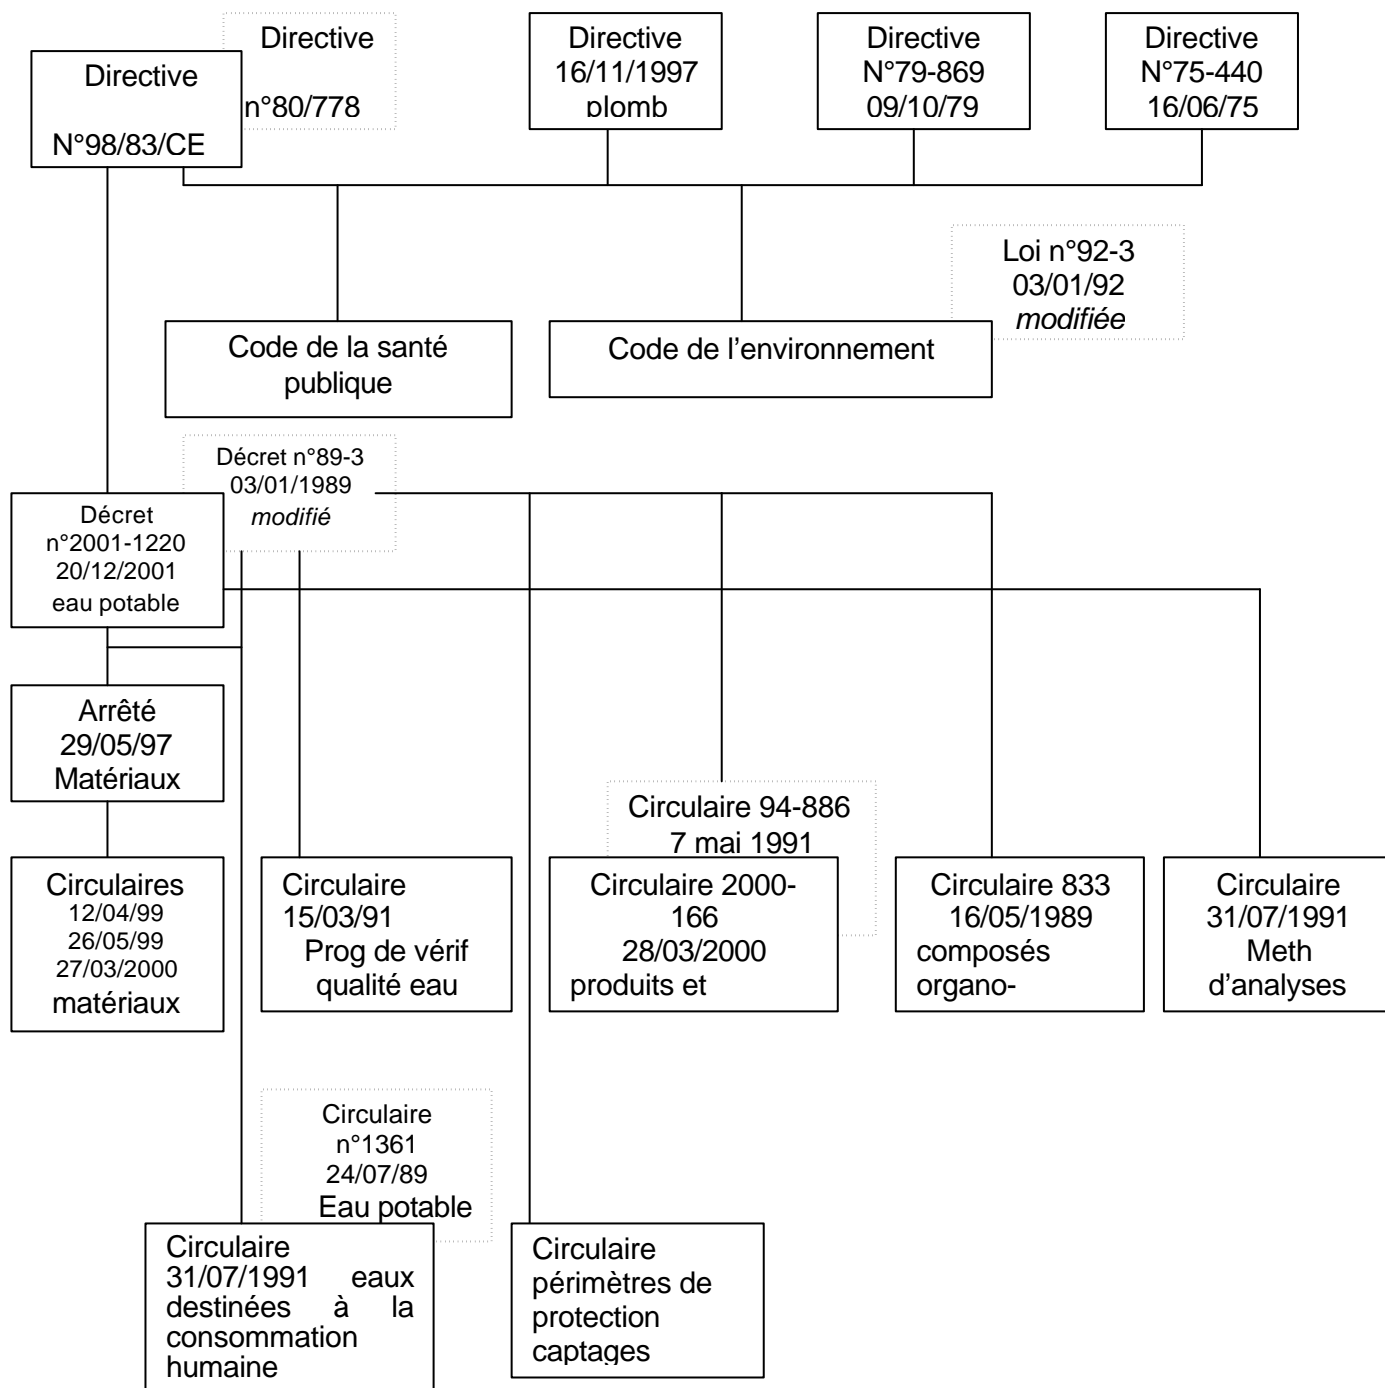 Directive
n°80/778
Directive
N°98/83/CE
Directive
16/11/1997
plomb
Directive
N°79-869
09/10/79
Directive
N°75-440
16/06/75
Loi n°92-3
03/01/92
modifiée
Code de la santé
publique
Code de l’environnement
Décret n°89-3
03/01/1989
modifié
Décret
n°2001-1220
20/12/2001
eau potable
Arrêté
29/05/97
Matériaux
Circulaire 94-886
7 mai 1991
Circulaires
12/04/99
26/05/99
27/03/2000
matériaux
Circulaire
15/03/91
Prog de vérif
qualité eau
Circulaire 2000-
166
28/03/2000
produits et
Circulaire 833
16/05/1989
composés
organo-
Circulaire
31/07/1991
Meth
d’analyses
Circulaire
n°1361
24/07/89
Eau potable
Circulaire
31/07/1991 eaux
destinées à la
consommation
humaine
Circulaire
périmètres de
protection
captages